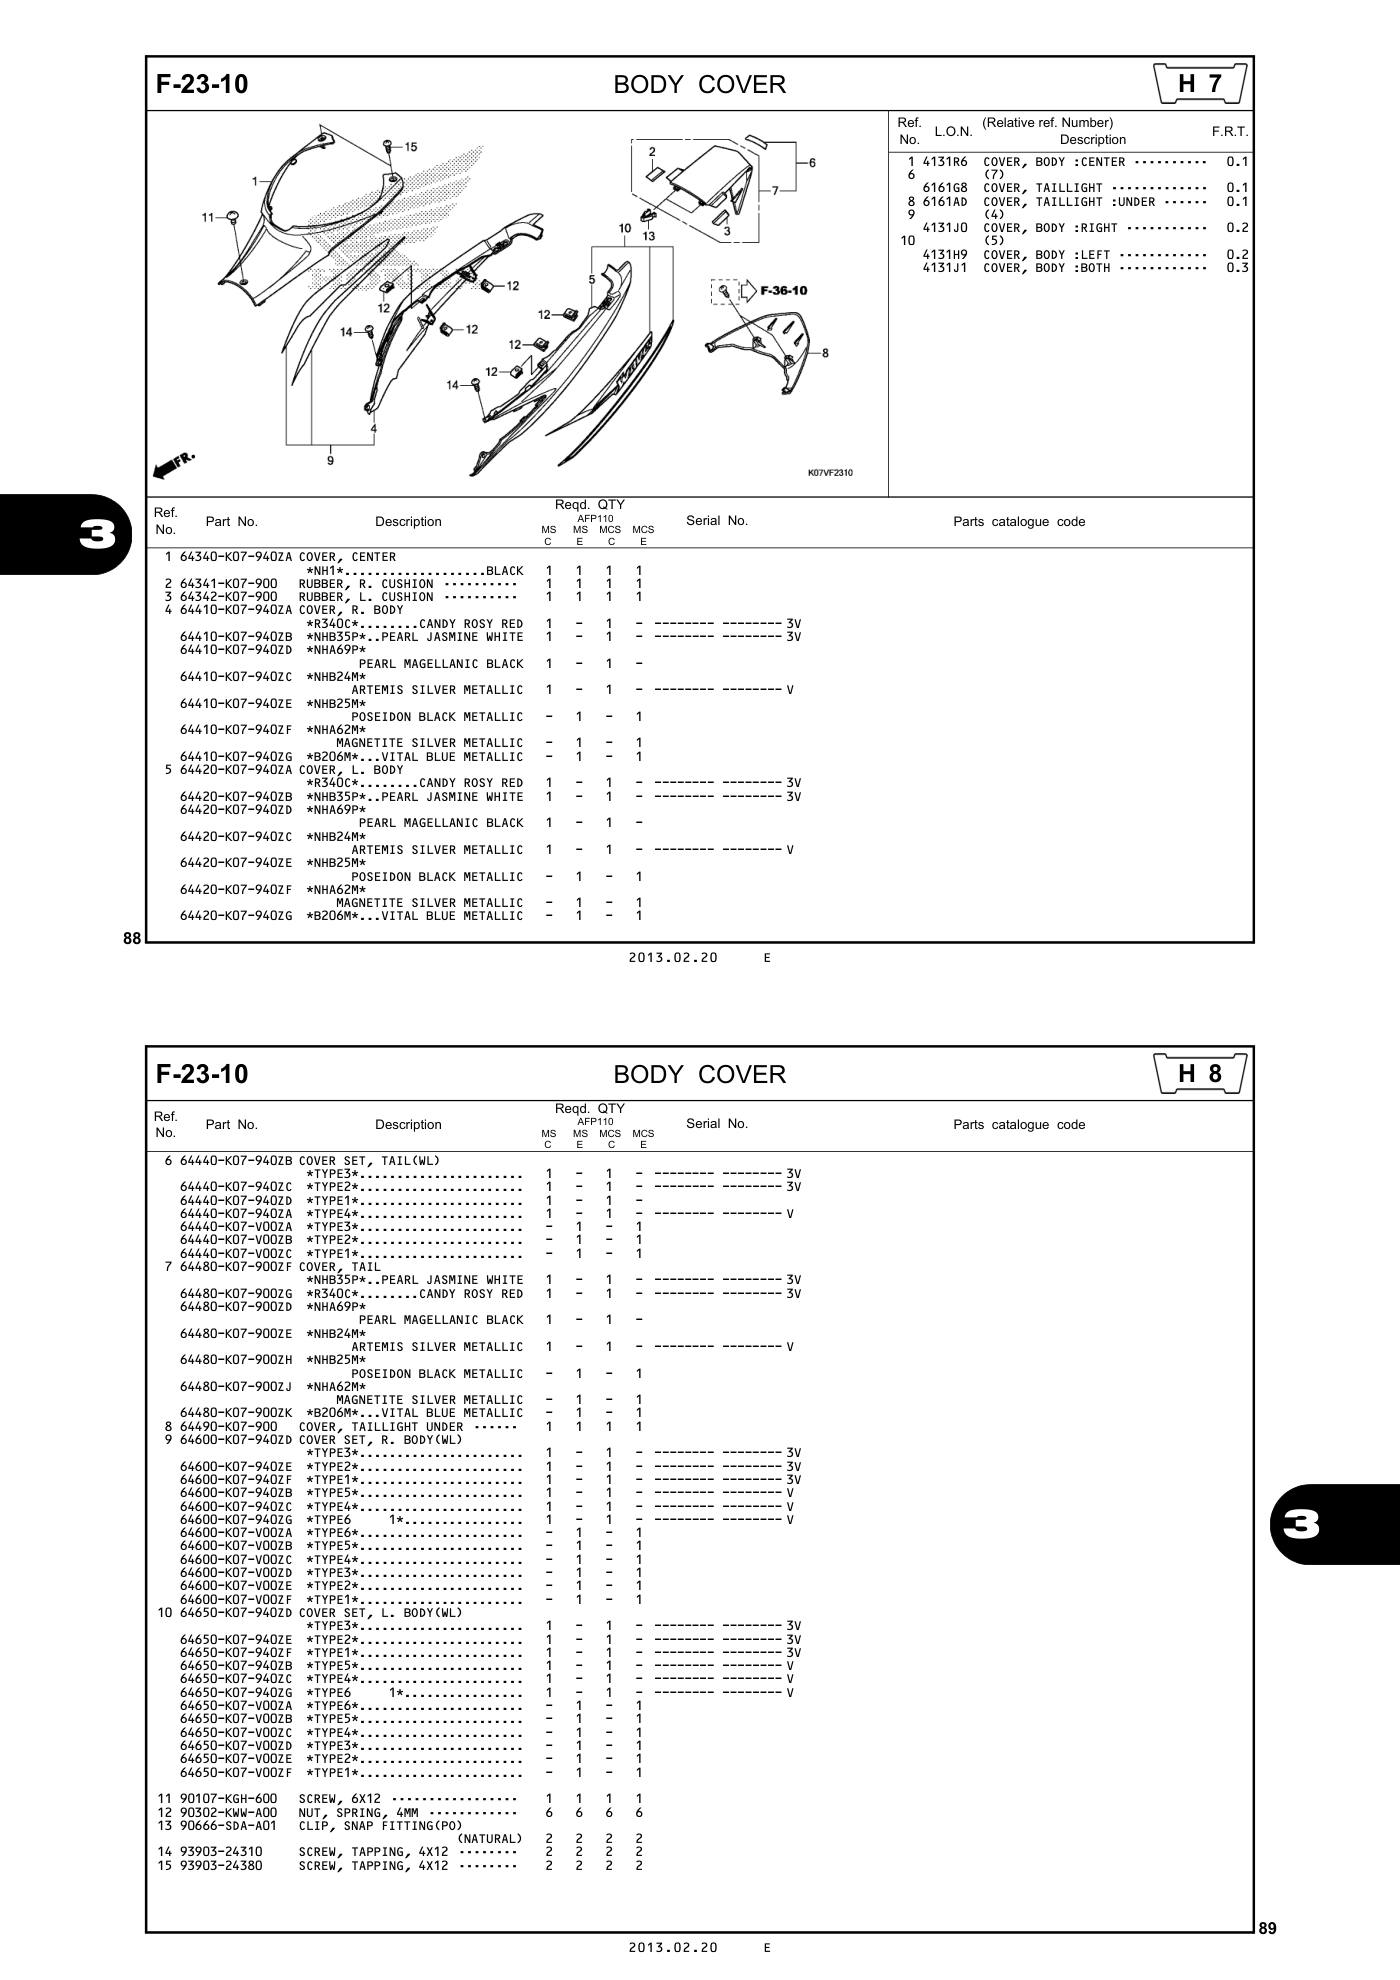 F-23-10 BODY COVER H 7
Ref. No. L.O.N. (Relative ref. Number) Description F.R.T.
1 4131R6 COVER, BODY :CENTER ---------- 0.1
6 (7)
6161G8 COVER, TAILLIGHT ------------- 0.1
8 6161AD COVER, TAILLIGHT :UNDER ------ 0.1
9 (4)
4131J0 COVER, BODY :RIGHT ----------- 0.2
10 (5)
4131H9 COVER, BODY :LEFT ------------ 0.2
4131J1 COVER, BODY :BOTH ------------ 0.3
15
1
11
2
6
7
3
13
10
5
12
12
12
12
12
12
14
14
F-36-10
8
4
9
FR.
K07VF2310
3
Ref. No. Part No. Description Reqd. QTY AFP110 MS C MS E MCS C MCS E Serial No. Parts catalogue code
1 64340-K07-940ZA COVER, CENTER
*NH1*...................BLACK 1 1 1 1
2 64341-K07-900 RUBBER, R. CUSHION ---------- 1 1 1 1
3 64342-K07-900 RUBBER, L. CUSHION ---------- 1 1 1 1
4 64410-K07-940ZA COVER, R. BODY
*R340C*........CANDY ROSY RED 1 - 1 - -------- -------- 3V
64410-K07-940ZB *NHB35P*..PEARL JASMINE WHITE 1 - 1 - -------- -------- 3V
64410-K07-940ZD *NHA69P*
PEARL MAGELLANIC BLACK 1 - 1 -
64410-K07-940ZC *NHB24M*
ARTEMIS SILVER METALLIC 1 - 1 - -------- -------- V
64410-K07-940ZE *NHB25M*
POSEIDON BLACK METALLIC - 1 - 1
64410-K07-940ZF *NHA62M*
MAGNETITE SILVER METALLIC - 1 - 1
64410-K07-940ZG *B206M*...VITAL BLUE METALLIC - 1 - 1
5 64420-K07-940ZA COVER, L. BODY
*R340C*........CANDY ROSY RED 1 - 1 - -------- -------- 3V
64420-K07-940ZB *NHB35P*..PEARL JASMINE WHITE 1 - 1 - -------- -------- 3V
64420-K07-940ZD *NHA69P*
PEARL MAGELLANIC BLACK 1 - 1 -
64420-K07-940ZC *NHB24M*
ARTEMIS SILVER METALLIC 1 - 1 - -------- -------- V
64420-K07-940ZE *NHB25M*
POSEIDON BLACK METALLIC - 1 - 1
64420-K07-940ZF *NHA62M*
MAGNETITE SILVER METALLIC - 1 - 1
64420-K07-940ZG *B206M*...VITAL BLUE METALLIC - 1 - 1
88
2013.02.20 E
F-23-10 BODY COVER H 8
Ref. No. Part No. Description Reqd. QTY AFP110 MS C MS E MCS C MCS E Serial No. Parts catalogue code
6 64440-K07-940ZB COVER SET, TAIL(WL)
*TYPE3*...................... 1 - 1 - -------- -------- 3V
64440-K07-940ZC *TYPE2*...................... 1 - 1 - -------- -------- 3V
64440-K07-940ZD *TYPE1*...................... 1 - 1 -
64440-K07-940ZA *TYPE4*...................... 1 - 1 - -------- -------- V
64440-K07-V00ZA *TYPE3*...................... - 1 - 1
64440-K07-V00ZB *TYPE2*...................... - 1 - 1
64440-K07-V00ZC *TYPE1*...................... - 1 - 1
7 64480-K07-900ZF COVER, TAIL
*NHB35P*..PEARL JASMINE WHITE 1 - 1 - -------- -------- 3V
64480-K07-900ZG *R340C*........CANDY ROSY RED 1 - 1 - -------- -------- 3V
64480-K07-900ZD *NHA69P*
PEARL MAGELLANIC BLACK 1 - 1 -
64480-K07-900ZE *NHB24M*
ARTEMIS SILVER METALLIC 1 - 1 - -------- -------- V
64480-K07-900ZH *NHB25M*
POSEIDON BLACK METALLIC - 1 - 1
64480-K07-900ZJ *NHA62M*
MAGNETITE SILVER METALLIC - 1 - 1
64480-K07-900ZK *B206M*...VITAL BLUE METALLIC - 1 - 1
8 64490-K07-900 COVER, TAILLIGHT UNDER ------ 1 1 1 1
9 64600-K07-940ZD COVER SET, R. BODY(WL)
*TYPE3*...................... 1 - 1 - -------- -------- 3V
64600-K07-940ZE *TYPE2*...................... 1 - 1 - -------- -------- 3V
64600-K07-940ZF *TYPE1*...................... 1 - 1 - -------- -------- 3V
64600-K07-940ZB *TYPE5*...................... 1 - 1 - -------- -------- V
64600-K07-940ZC *TYPE4*...................... 1 - 1 - -------- -------- V
64600-K07-940ZG *TYPE6 1*................ 1 - 1 - -------- -------- V
64600-K07-V00ZA *TYPE6*...................... - 1 - 1
64600-K07-V00ZB *TYPE5*...................... - 1 - 1
64600-K07-V00ZC *TYPE4*...................... - 1 - 1
64600-K07-V00ZD *TYPE3*...................... - 1 - 1
64600-K07-V00ZE *TYPE2*...................... - 1 - 1
64600-K07-V00ZF *TYPE1*...................... - 1 - 1
10 64650-K07-940ZD COVER SET, L. BODY(WL)
*TYPE3*...................... 1 - 1 - -------- -------- 3V
64650-K07-940ZE *TYPE2*...................... 1 - 1 - -------- -------- 3V
64650-K07-940ZF *TYPE1*...................... 1 - 1 - -------- -------- 3V
64650-K07-940ZB *TYPE5*...................... 1 - 1 - -------- -------- V
64650-K07-940ZC *TYPE4*...................... 1 - 1 - -------- -------- V
64650-K07-940ZG *TYPE6 1*................ 1 - 1 - -------- -------- V
64650-K07-V00ZA *TYPE6*...................... - 1 - 1
64650-K07-V00ZB *TYPE5*...................... - 1 - 1
64650-K07-V00ZC *TYPE4*...................... - 1 - 1
64650-K07-V00ZD *TYPE3*...................... - 1 - 1
64650-K07-V00ZE *TYPE2*...................... - 1 - 1
64650-K07-V00ZF *TYPE1*...................... - 1 - 1
11 90107-KGH-600 SCREW, 6X12 ----------------- 1 1 1 1
12 90302-KWW-A00 NUT, SPRING, 4MM ------------ 6 6 6 6
13 90666-SDA-A01 CLIP, SNAP FITTING(PO)
(NATURAL) 2 2 2 2
14 93903-24310 SCREW, TAPPING, 4X12 -------- 2 2 2 2
15 93903-24380 SCREW, TAPPING, 4X12 -------- 2 2 2 2
3
89
2013.02.20 E